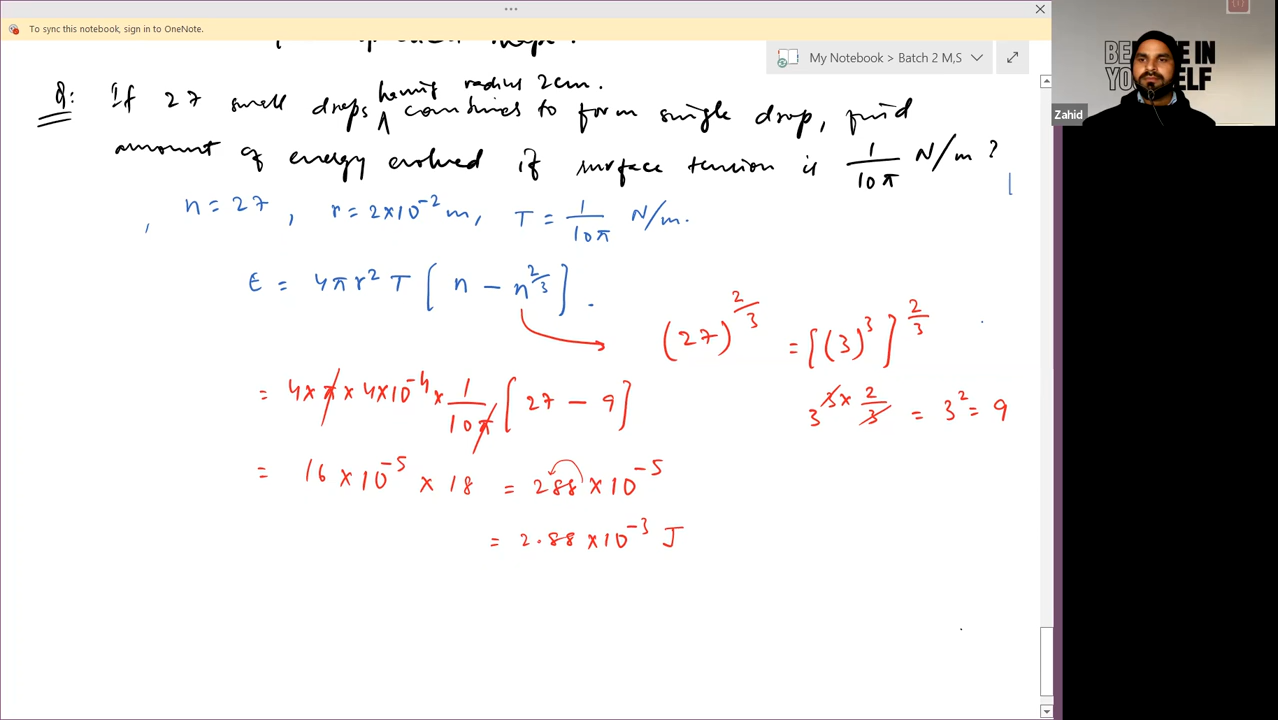 To sync this notebook, sign in to OneNote.
My Notebook > Batch 2 M,S
BE IN
YOURSELF
Zahid
Q: If 27 small drops having radius 2cm. combines to form single drop, find
amount of energy evolved if surface tension is 1/10π N/m?
n = 27, r = 2×10⁻² m, T = 1/10π N/m.
E = 4πr² T [n − n^(2/3)].
(27)^(2/3) = [(3)³]^(2/3)
= 4×π×4×10⁻⁴ × 1/10π [27 − 9]
3^(3×2/3) = 3² = 9
= 16×10⁻⁵ × 18 = 288×10⁻⁵
= 2.88×10⁻³ J